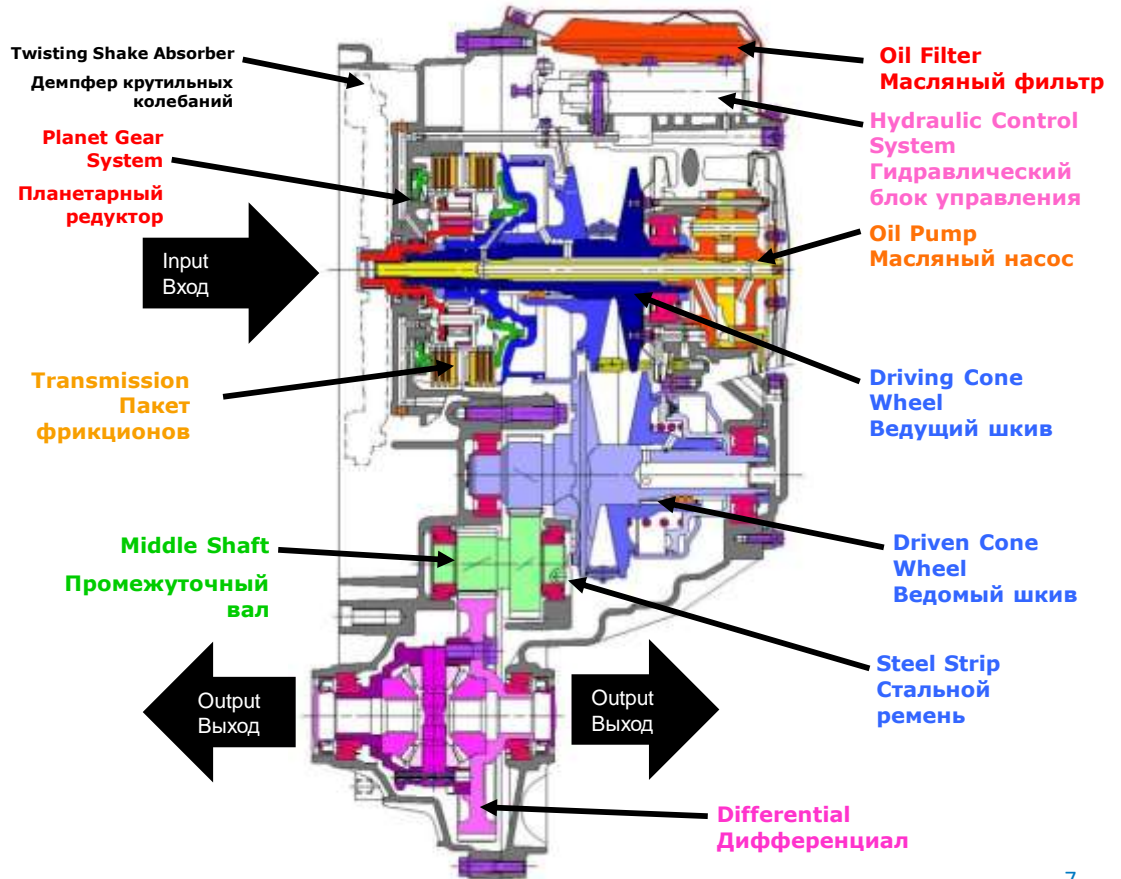 Twisting Shake Absorber
Демпфер крутильных
колебаний
Planet Gear
System
Планетарный
редуктор
Input
Вход
Transmission
Пакет
фрикционов
Middle Shaft
Промежуточный
вал
Output
Выход
Output
Выход
Oil Filter
Масляный фильтр
Hydraulic Control
System
Гидравлический
блок управления
Oil Pump
Масляный насос
Driving Cone
Wheel
Ведущий шкив
Driven Cone
Wheel
Ведомый шкив
Steel Strip
Стальной
ремень
Differential
Дифференциал
7